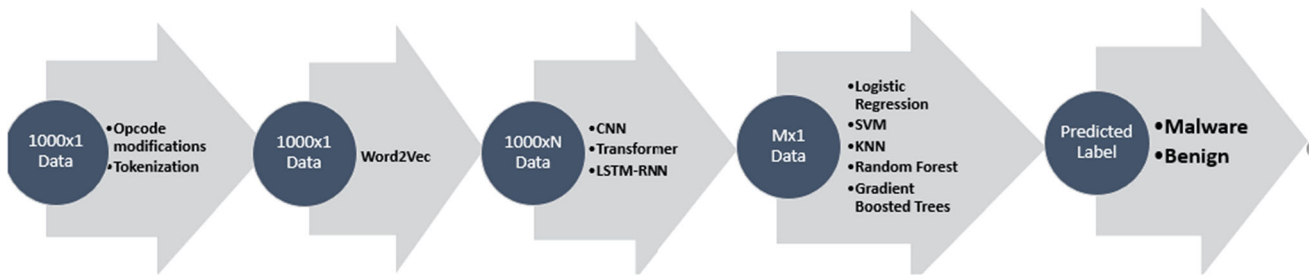 1000x1
Data
•Opcode
modifications
•Tokenization
1000x1
Data
Word2Vec
1000xN
Data
•CNN
•Transformer
•LSTM-RNN
Mx1
Data
•Logistic
Regression
•SVM
•KNN
•Random Forest
•Gradient
Boosted Trees
Predicted
Label
•Malware
•Benign